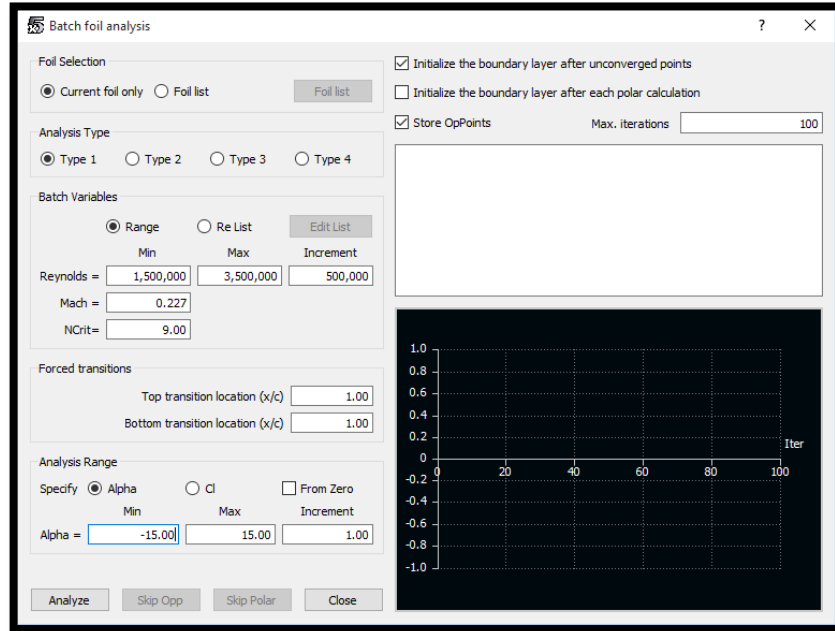 Batch foil analysis ? ×
Foil Selection
Current foil only Foil list Foil list
Analysis Type
Type 1 Type 2 Type 3 Type 4
Batch Variables
Range Re List Edit List
Min Max Increment
Reynolds = 1,500,000 3,500,000 500,000
Mach = 0.227
NCrit= 9.00
Forced transitions
Top transition location (x/c) 1.00
Bottom transition location (x/c) 1.00
Analysis Range
Specify Alpha Cl From Zero
Min Max Increment
Alpha = -15.00 15.00 1.00
Analyze Skip Opp Skip Polar Close
Initialize the boundary layer after unconverged points
Initialize the boundary layer after each polar calculation
Store OpPoints Max. iterations 100
1.0
0.8
0.6
0.4
0.2
Iter
0
0 20 40 60 80 100
-0.2
-0.4
-0.6
-0.8
-1.0